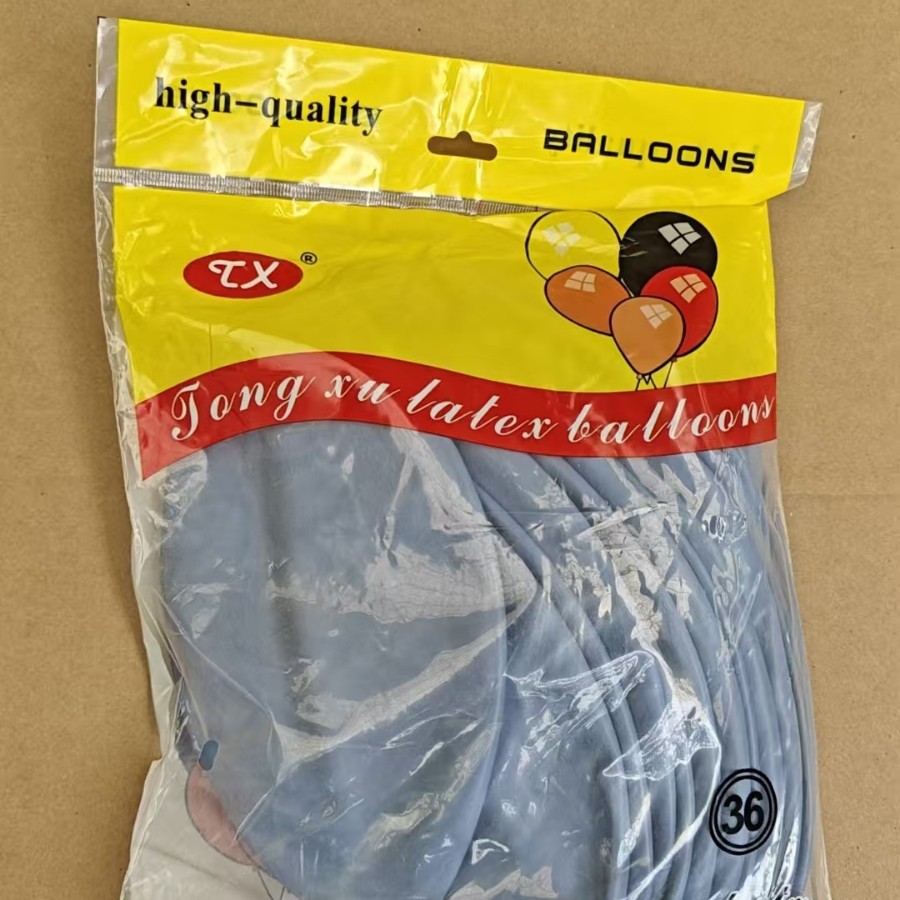 high-quality
BALLOONS
TX®
Tong xu latex balloons
36